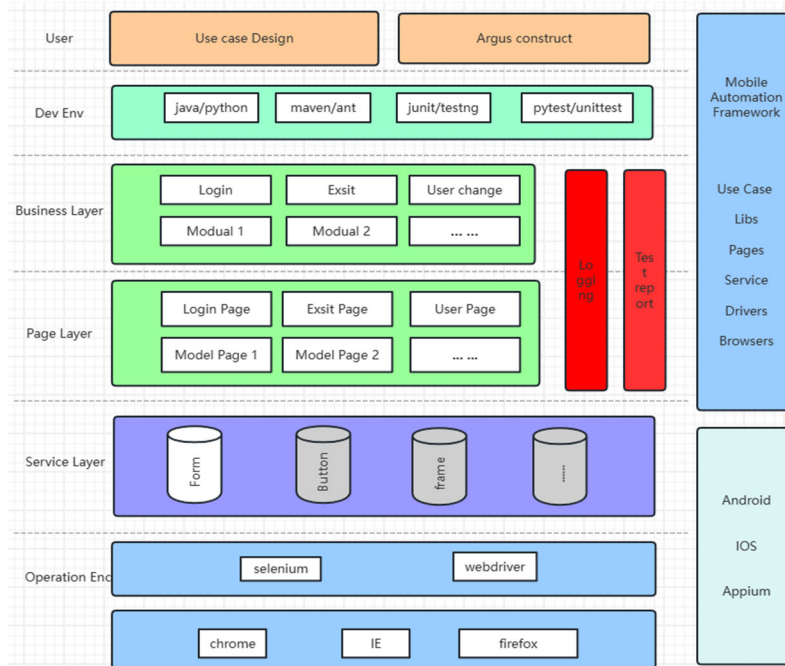 User
Use case Design
Argus construct
Dev Env
java/python
maven/ant
junit/testng
pytest/unittest
Business Layer
Login
Exsit
User change
Modual 1
Modual 2
... ...
Page Layer
Login Page
Exsit Page
User Page
Model Page 1
Model Page 2
... ...
Lo
ggi
ng
Tes
t
rep
ort
Service Layer
Form
Button
frame
......
Operation Enc
selenium
webdriver
chrome
IE
firefox
Mobile
Automation
Framework
Use Case
Libs
Pages
Service
Drivers
Browsers
Android
IOS
Appium